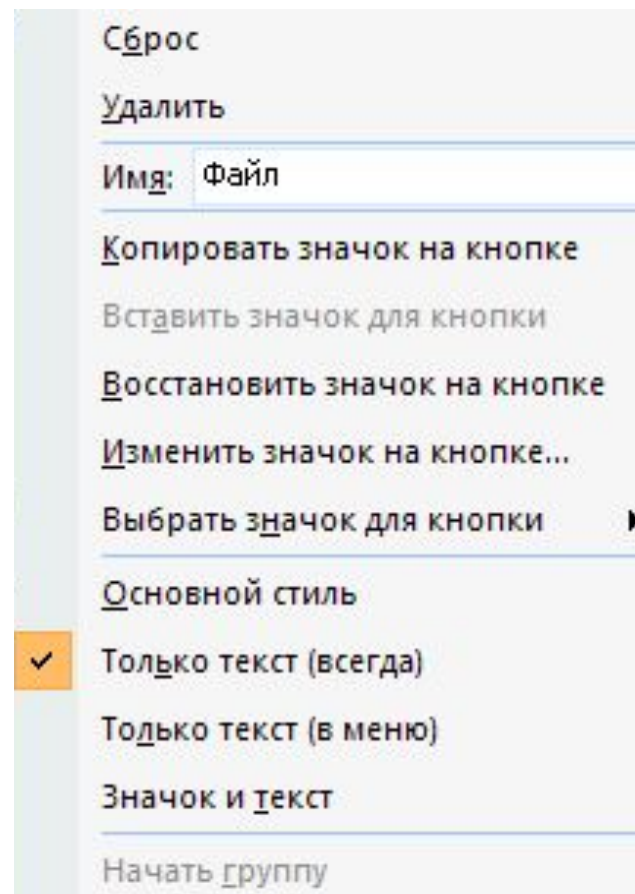 Сброс
Удалить
Имя: Файл
Копировать значок на кнопке
Вставить значок для кнопки
Восстановить значок на кнопке
Изменить значок на кнопке...
Выбрать значок для кнопки
Основной стиль
Только текст (всегда)
Только текст (в меню)
Значок и текст
Начать группу